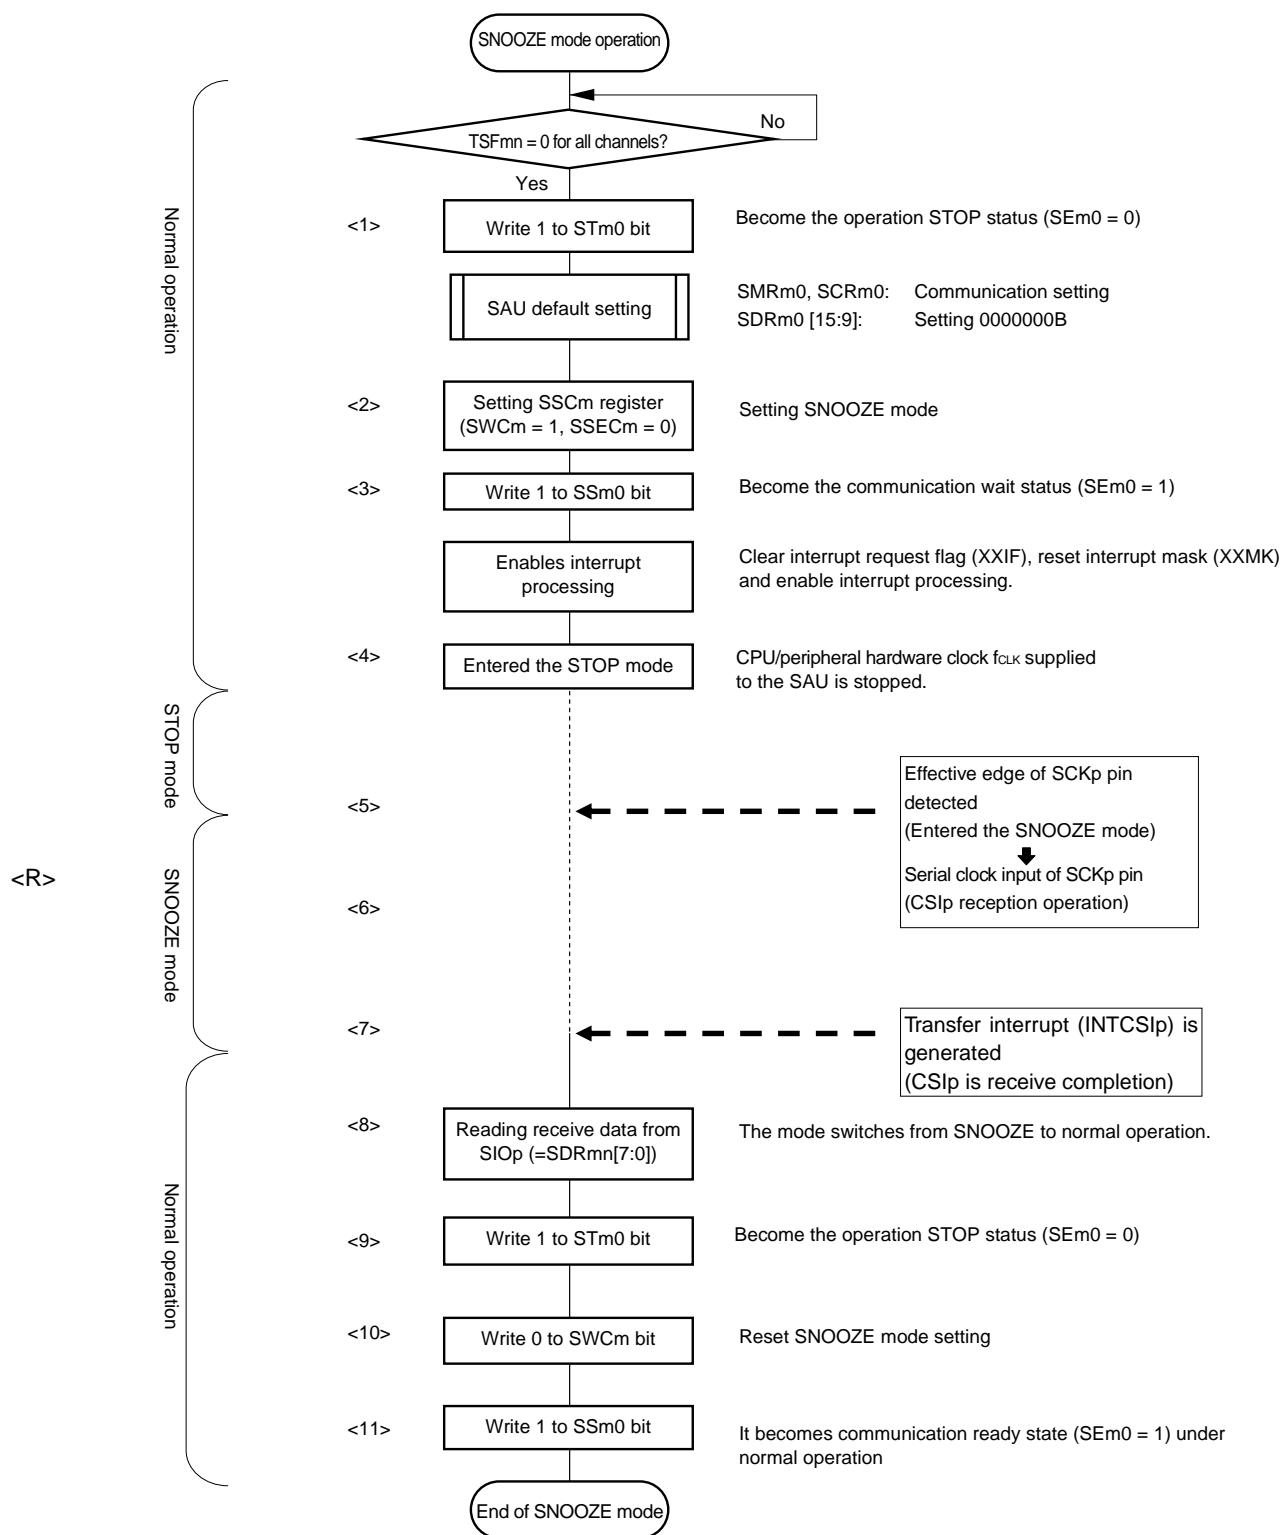 SNOOZE mode operation
No
TSFmn = 0 for all channels?
Yes
Normal operation
<1>
Write 1 to STm0 bit
Become the operation STOP status (SEm0 = 0)
SAU default setting
SMRm0, SCRm0: Communication setting
SDRm0 [15:9]: Setting 0000000B
<2>
Setting SSCm register
(SWCm = 1, SSECm = 0)
Setting SNOOZE mode
<3>
Write 1 to SSm0 bit
Become the communication wait status (SEm0 = 1)
Enables interrupt
processing
Clear interrupt request flag (XXIF), reset interrupt mask (XXMK)
and enable interrupt processing.
<4>
Entered the STOP mode
CPU/peripheral hardware clock fCLK supplied
to the SAU is stopped.
STOP mode
<5>
Effective edge of SCKp pin
detected
(Entered the SNOOZE mode)
Serial clock input of SCKp pin
(CSIp reception operation)
<R>
SNOOZE mode
<6>
<7>
Transfer interrupt (INTCSIp) is
generated
(CSIp is receive completion)
Normal operation
<8>
Reading receive data from
SIOp (=SDRmn[7:0])
The mode switches from SNOOZE to normal operation.
<9>
Write 1 to STm0 bit
Become the operation STOP status (SEm0 = 0)
<10>
Write 0 to SWCm bit
Reset SNOOZE mode setting
<11>
Write 1 to SSm0 bit
It becomes communication ready state (SEm0 = 1) under
normal operation
End of SNOOZE mode